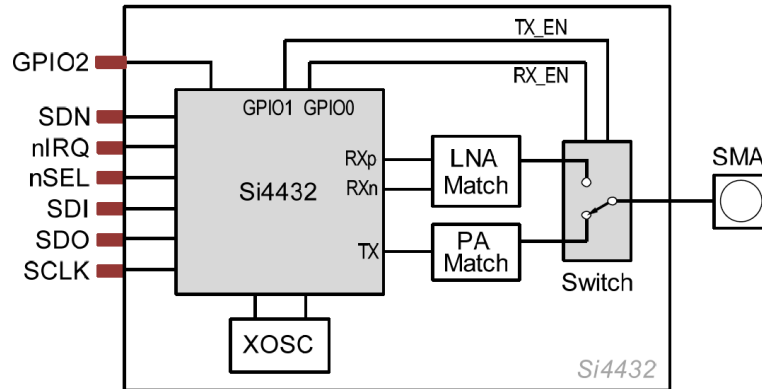 TX_EN
GPIO2
RX_EN
GPIO1 GPIO0
SDN
nIRQ
nSEL
SDI
SDO
SCLK
Si4432
RXp
RXn
TX
LNA
Match
PA
Match
SMA
Switch
XOSC
Si4432